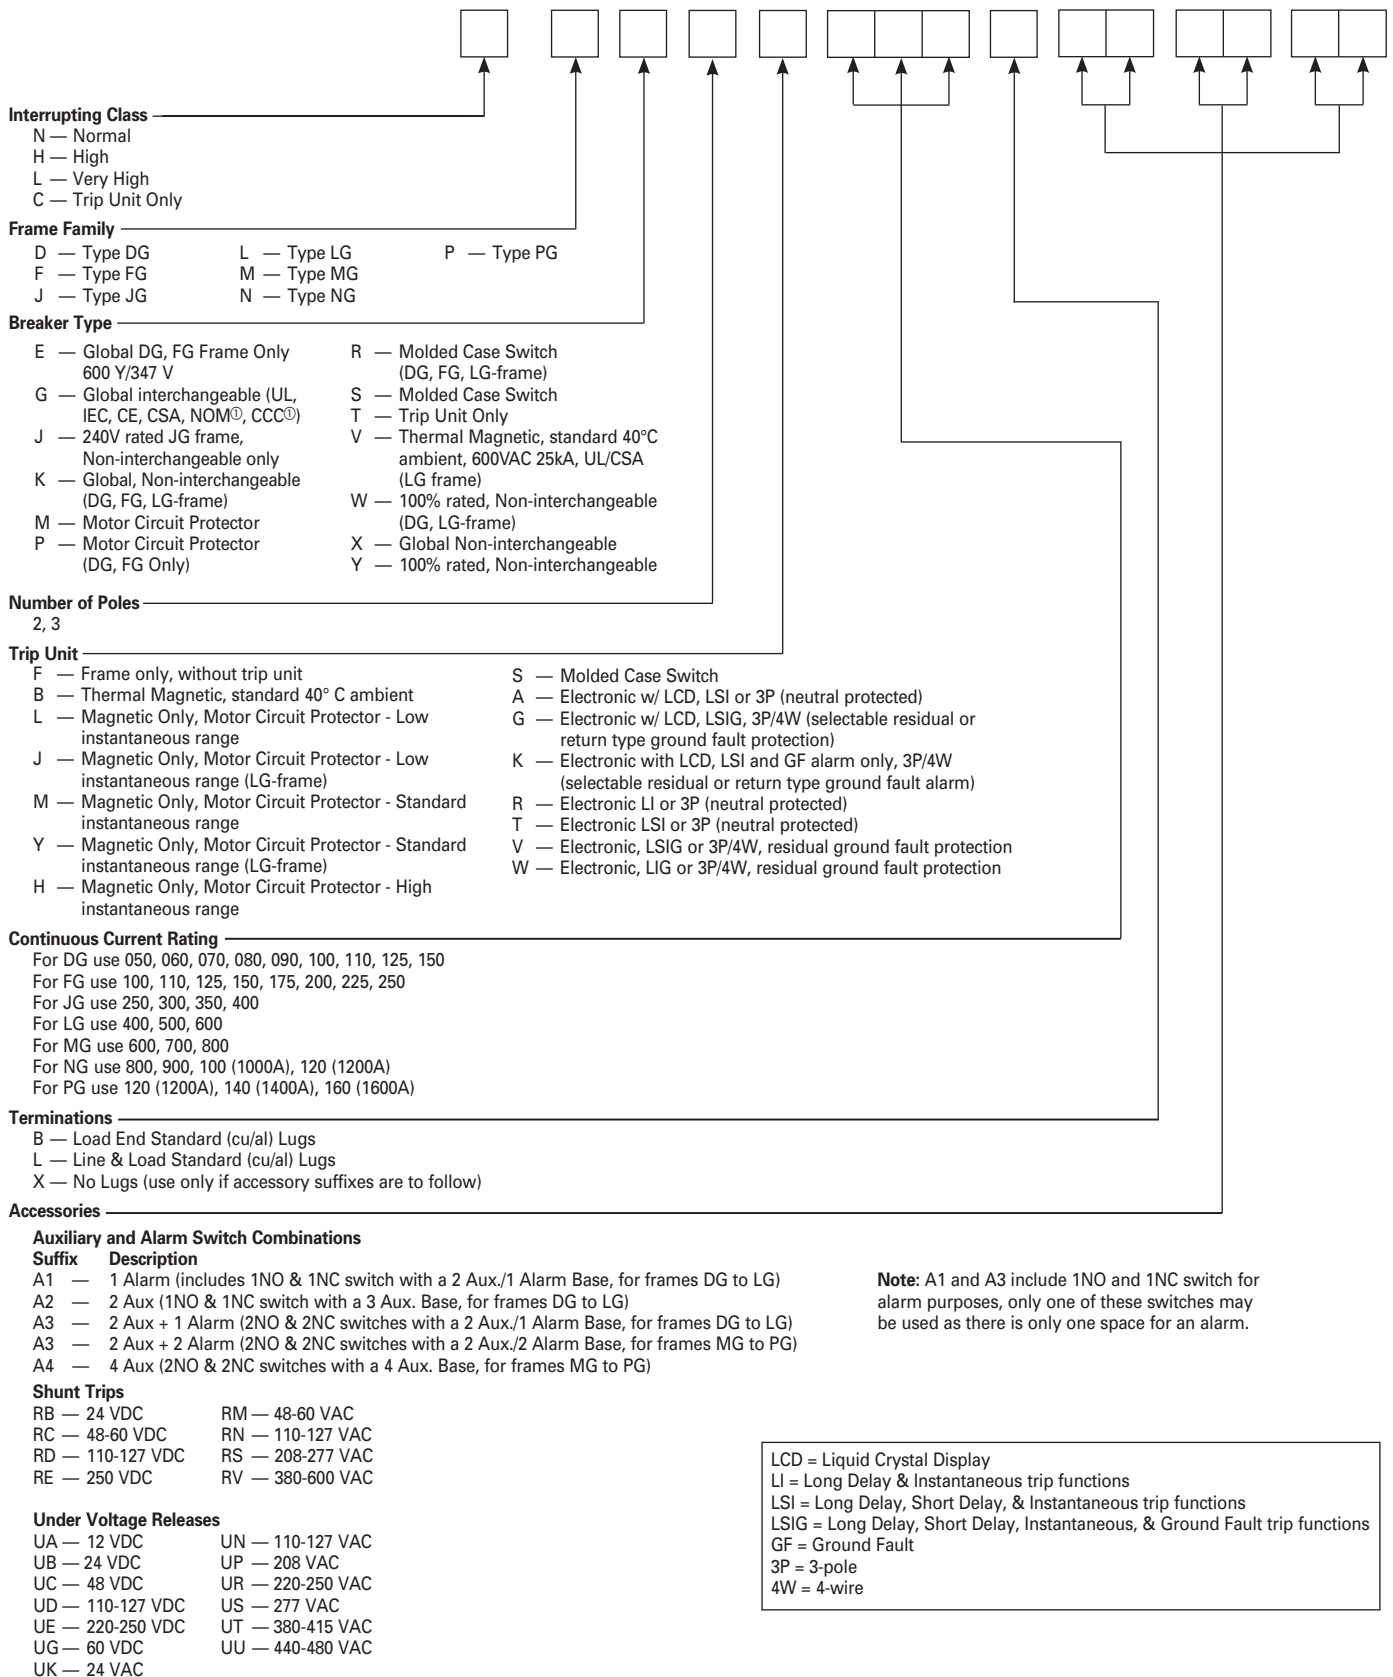 Interrupting Class
N — Normal
H — High
L — Very High
C — Trip Unit Only
Frame Family
D — Type DG
F — Type FG
J — Type JG
L — Type LG
M — Type MG
N — Type NG
P — Type PG
Breaker Type
E — Global DG, FG Frame Only
600 Y/347 V
G — Global interchangeable (UL,
IEC, CE, CSA, NOM①, CCC①)
J — 240V rated JG frame,
Non-interchangeable only
K — Global, Non-interchangeable
(DG, FG, LG-frame)
M — Motor Circuit Protector
P — Motor Circuit Protector
(DG, FG Only)
R — Molded Case Switch
(DG, FG, LG-frame)
S — Molded Case Switch
T — Trip Unit Only
V — Thermal Magnetic, standard 40°C
ambient, 600VAC 25kA, UL/CSA
(LG frame)
W — 100% rated, Non-interchangeable
(DG, LG-frame)
X — Global Non-interchangeable
Y — 100% rated, Non-interchangeable
Number of Poles
2, 3
Trip Unit
F — Frame only, without trip unit
B — Thermal Magnetic, standard 40° C ambient
L — Magnetic Only, Motor Circuit Protector - Low
instantaneous range
J — Magnetic Only, Motor Circuit Protector - Low
instantaneous range (LG-frame)
M — Magnetic Only, Motor Circuit Protector - Standard
instantaneous range
Y — Magnetic Only, Motor Circuit Protector - Standard
instantaneous range (LG-frame)
H — Magnetic Only, Motor Circuit Protector - High
instantaneous range
S — Molded Case Switch
A — Electronic w/ LCD, LSI or 3P (neutral protected)
G — Electronic w/ LCD, LSIG, 3P/4W (selectable residual or
return type ground fault protection)
K — Electronic with LCD, LSI and GF alarm only, 3P/4W
(selectable residual or return type ground fault alarm)
R — Electronic LI or 3P (neutral protected)
T — Electronic LSI or 3P (neutral protected)
V — Electronic, LSIG or 3P/4W, residual ground fault protection
W — Electronic, LIG or 3P/4W, residual ground fault protection
Continuous Current Rating
For DG use 050, 060, 070, 080, 090, 100, 110, 125, 150
For FG use 100, 110, 125, 150, 175, 200, 225, 250
For JG use 250, 300, 350, 400
For LG use 400, 500, 600
For MG use 600, 700, 800
For NG use 800, 900, 100 (1000A), 120 (1200A)
For PG use 120 (1200A), 140 (1400A), 160 (1600A)
Terminations
B — Load End Standard (cu/al) Lugs
L — Line & Load Standard (cu/al) Lugs
X — No Lugs (use only if accessory suffixes are to follow)
Accessories
Auxiliary and Alarm Switch Combinations
Suffix Description
A1 — 1 Alarm (includes 1NO & 1NC switch with a 2 Aux./1 Alarm Base, for frames DG to LG)
A2 — 2 Aux (1NO & 1NC switch with a 3 Aux. Base, for frames DG to LG)
A3 — 2 Aux + 1 Alarm (2NO & 2NC switches with a 2 Aux./1 Alarm Base, for frames DG to LG)
A3 — 2 Aux + 2 Alarm (2NO & 2NC switches with a 2 Aux./2 Alarm Base, for frames MG to PG)
A4 — 4 Aux (2NO & 2NC switches with a 4 Aux. Base, for frames MG to PG)
Note: A1 and A3 include 1NO and 1NC switch for
alarm purposes, only one of these switches may
be used as there is only one space for an alarm.
Shunt Trips
RB — 24 VDC
RC — 48-60 VDC
RD — 110-127 VDC
RE — 250 VDC
RM — 48-60 VAC
RN — 110-127 VAC
RS — 208-277 VAC
RV — 380-600 VAC
Under Voltage Releases
UA — 12 VDC
UB — 24 VDC
UC — 48 VDC
UD — 110-127 VDC
UE — 220-250 VDC
UG — 60 VDC
UK — 24 VAC
UN — 110-127 VAC
UP — 208 VAC
UR — 220-250 VAC
US — 277 VAC
UT — 380-415 VAC
UU — 440-480 VAC
LCD = Liquid Crystal Display
LI = Long Delay & Instantaneous trip functions
LSI = Long Delay, Short Delay, & Instantaneous trip functions
LSIG = Long Delay, Short Delay, Instantaneous, & Ground Fault trip functions
GF = Ground Fault
3P = 3-pole
4W = 4-wire